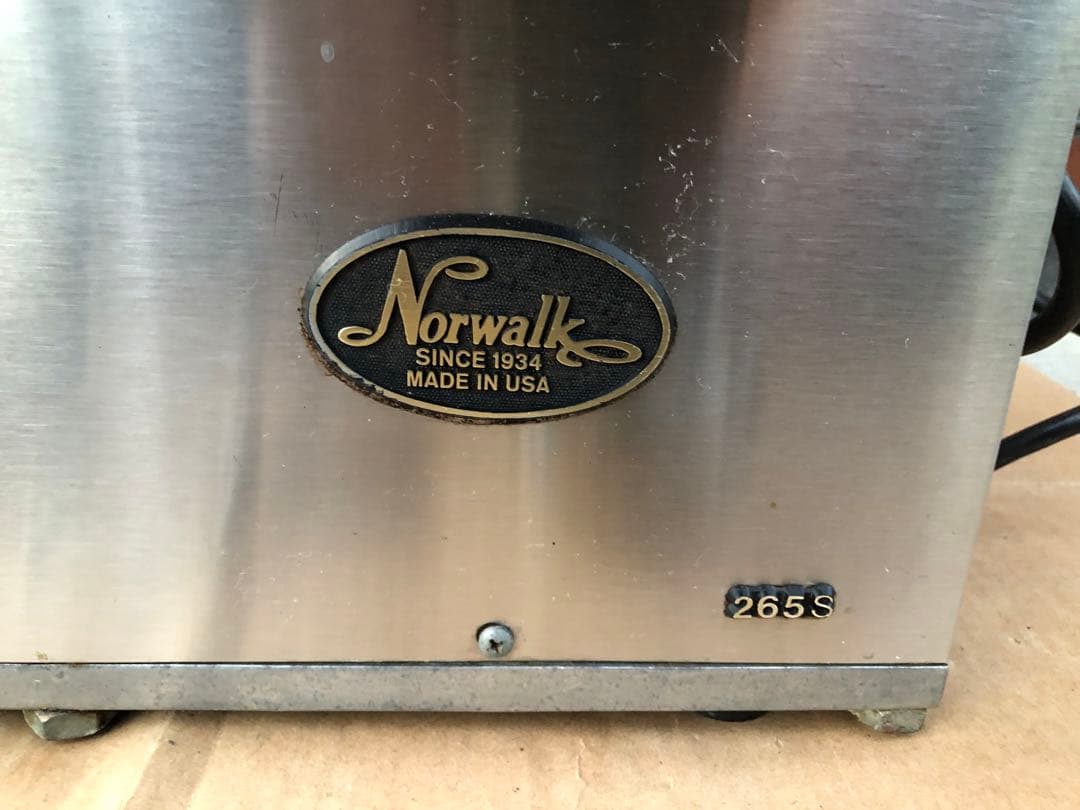 Norwalk
SINCE 1934
MADE IN USA
265S